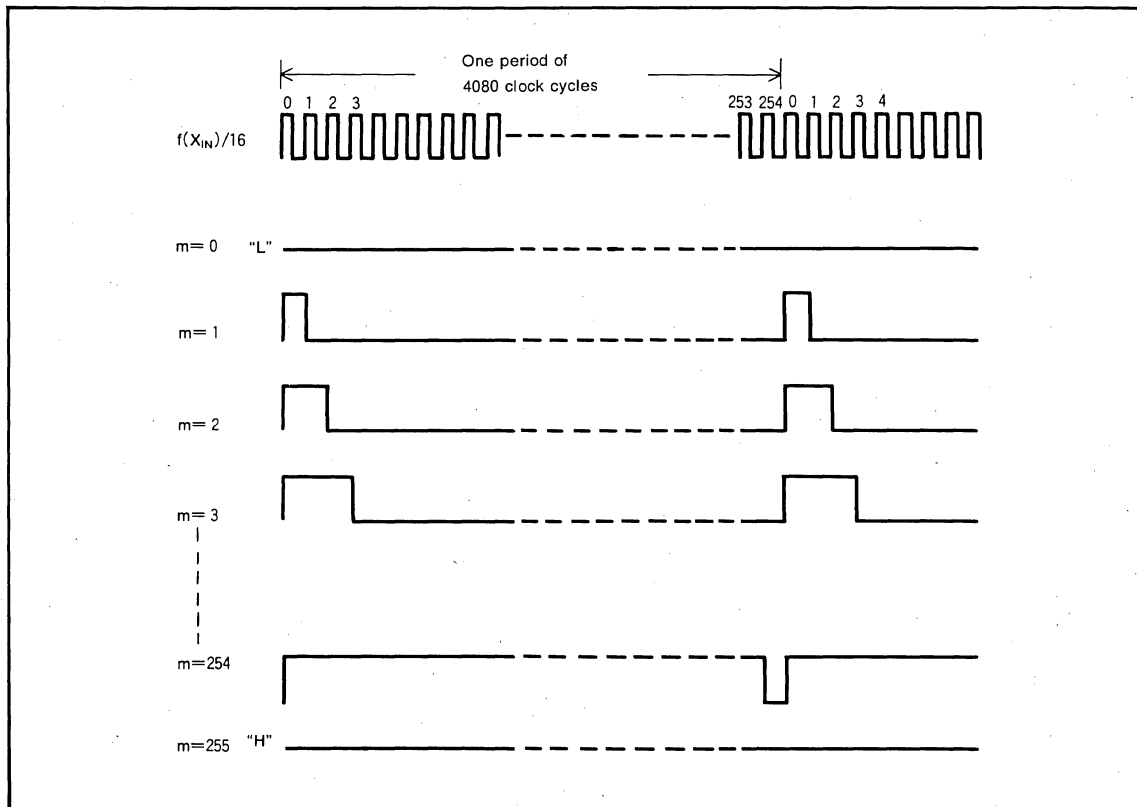 One period of
4080 clock cycles
0 1 2 3 253 254 0 1 2 3 4
f(XIN)/16
m=0 "L"
m=1
m=2
m=3
m=254
m=255 "H"